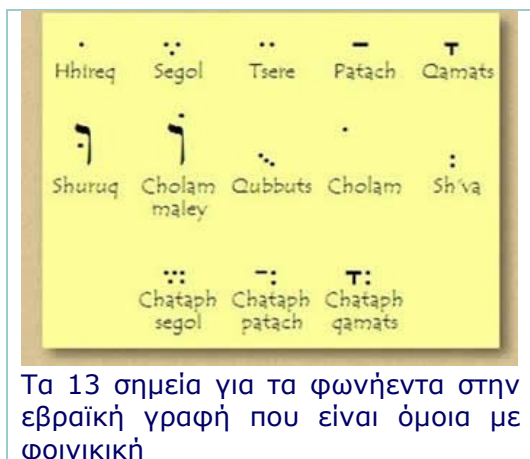 Hhireq Segol Tsere Patach Qamats
Shuruq Cholam Qubbuts Cholam Sh'va
maley
Chataph Chataph Chataph
segol patach qamats
Τα 13 σημεία για τα φωνήεντα στην
εβραϊκή γραφή που είναι όμοια με
φοινικική